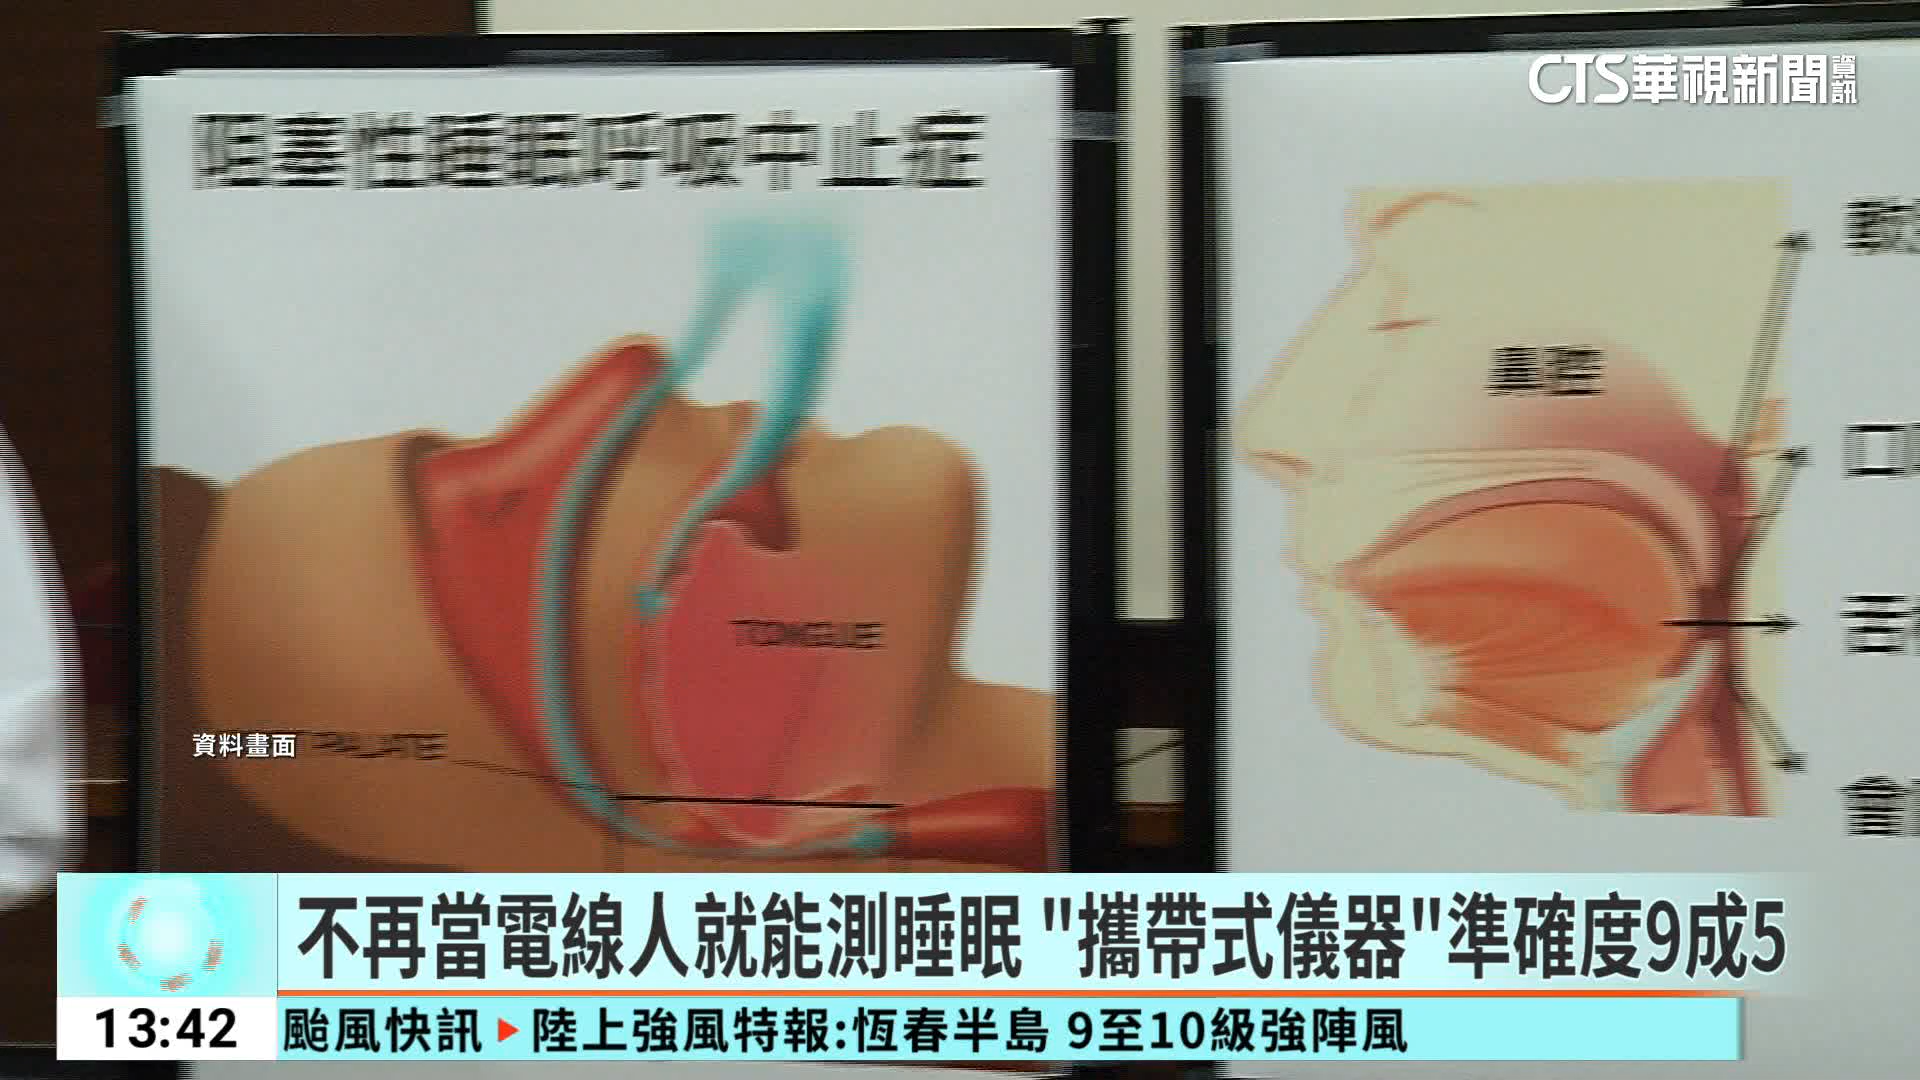 CTS華視新聞資訊
阻塞性睡眠呼吸中止症
鼻腔
TONGUE
資料畫面
不再當電線人就能測睡眠 "攜帶式儀器"準確度9成5
13:42
颱風快訊▶陸上強風特報:恆春半島 9至10級強陣風